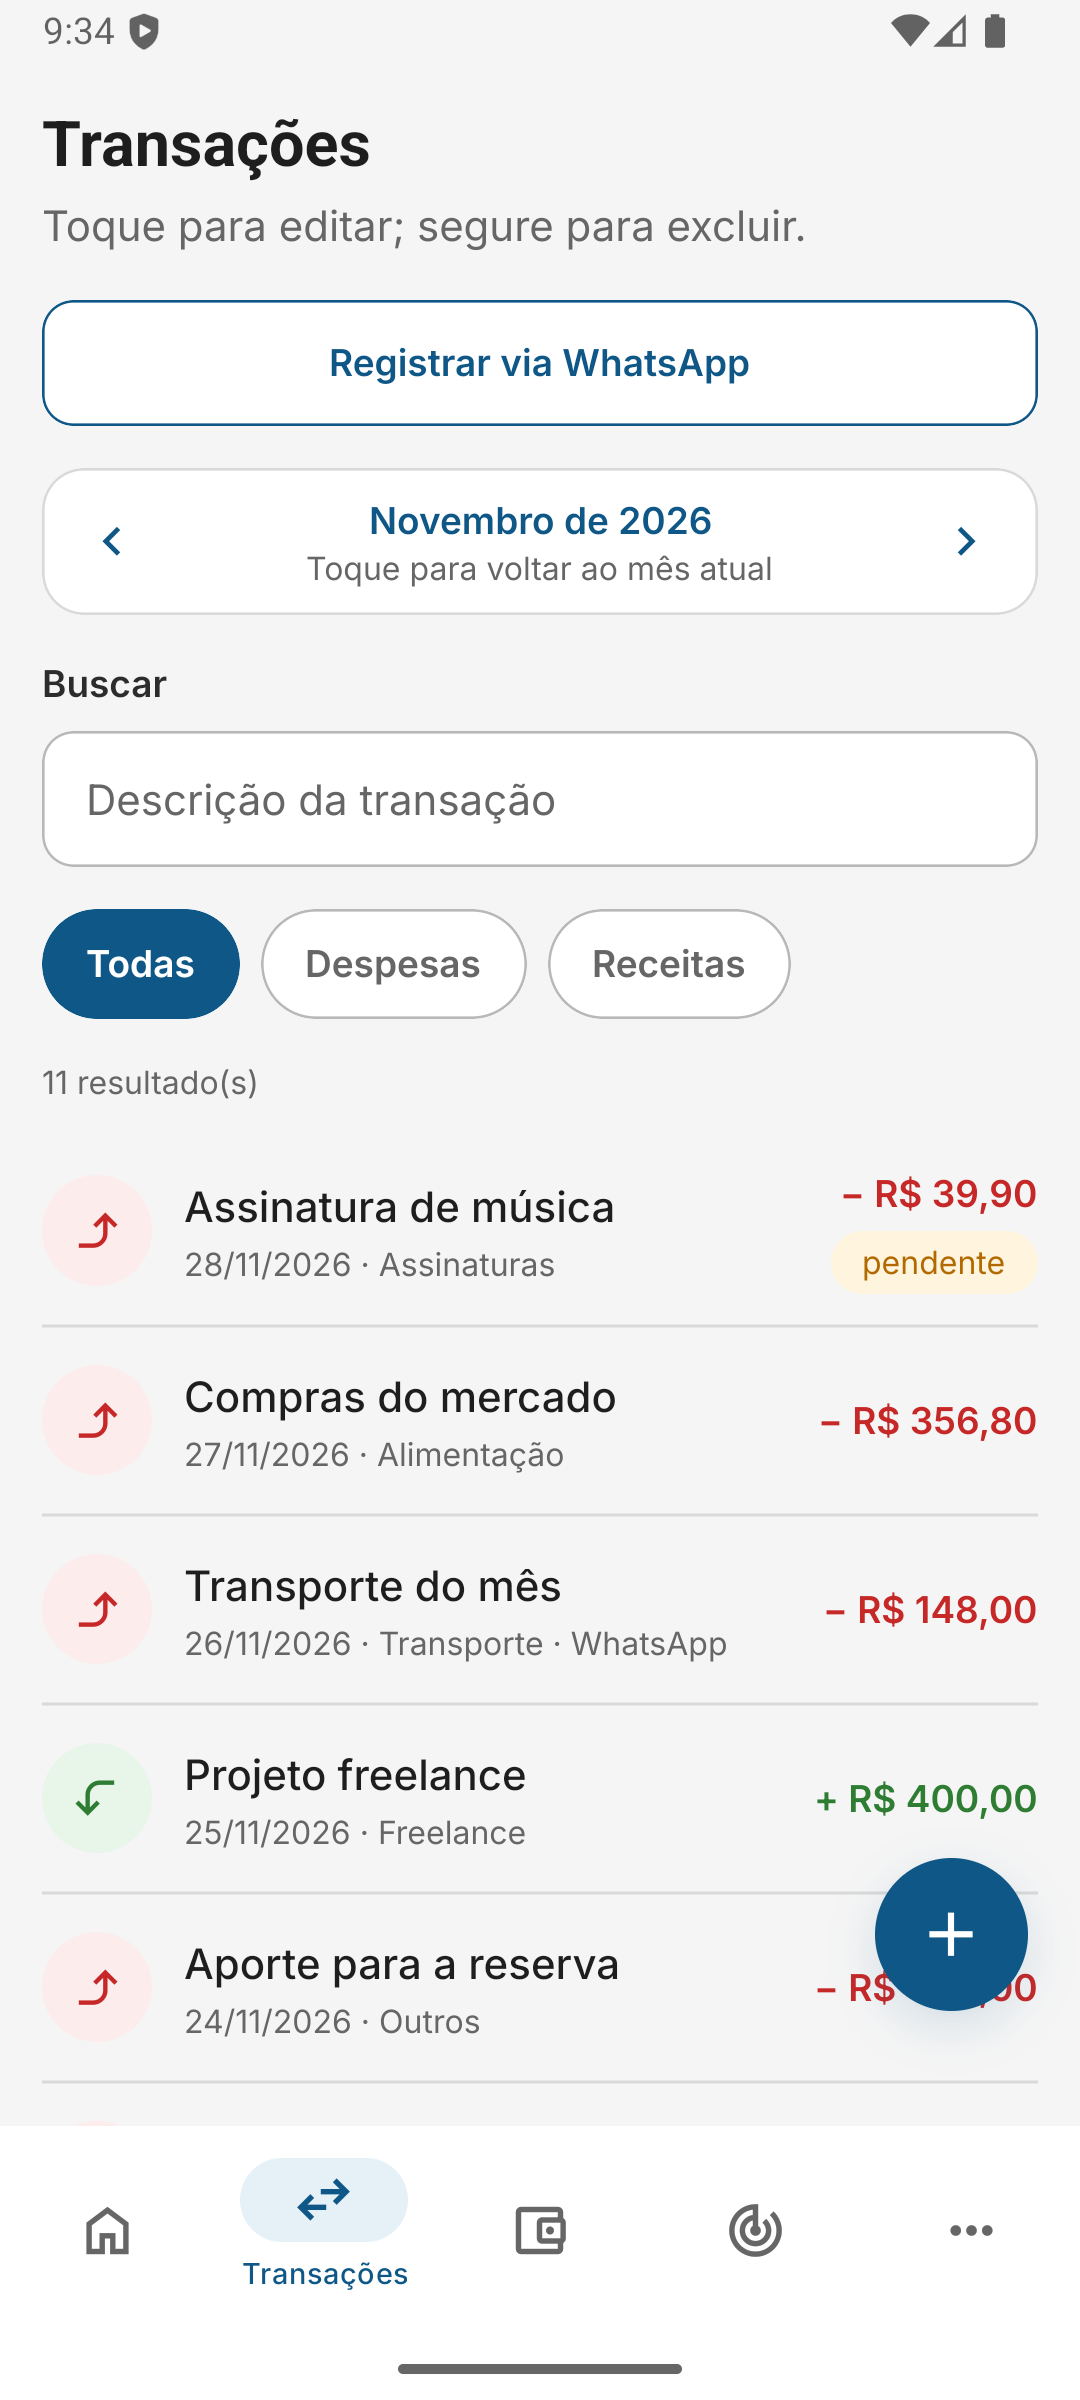 9:34
Transações
Toque para editar; segure para excluir.
Registrar via WhatsApp
Novembro de 2026
Toque para voltar ao mês atual
Buscar
Descrição da transação
Todas
Despesas
Receitas
11 resultado(s)
Assinatura de música
28/11/2026 · Assinaturas
– R$ 39,90
pendente
Compras do mercado
27/11/2026 · Alimentação
– R$ 356,80
Transporte do mês
26/11/2026 · Transporte · WhatsApp
– R$ 148,00
Projeto freelance
25/11/2026 · Freelance
+ R$ 400,00
Aporte para a reserva
24/11/2026 · Outros
– R$
Transações